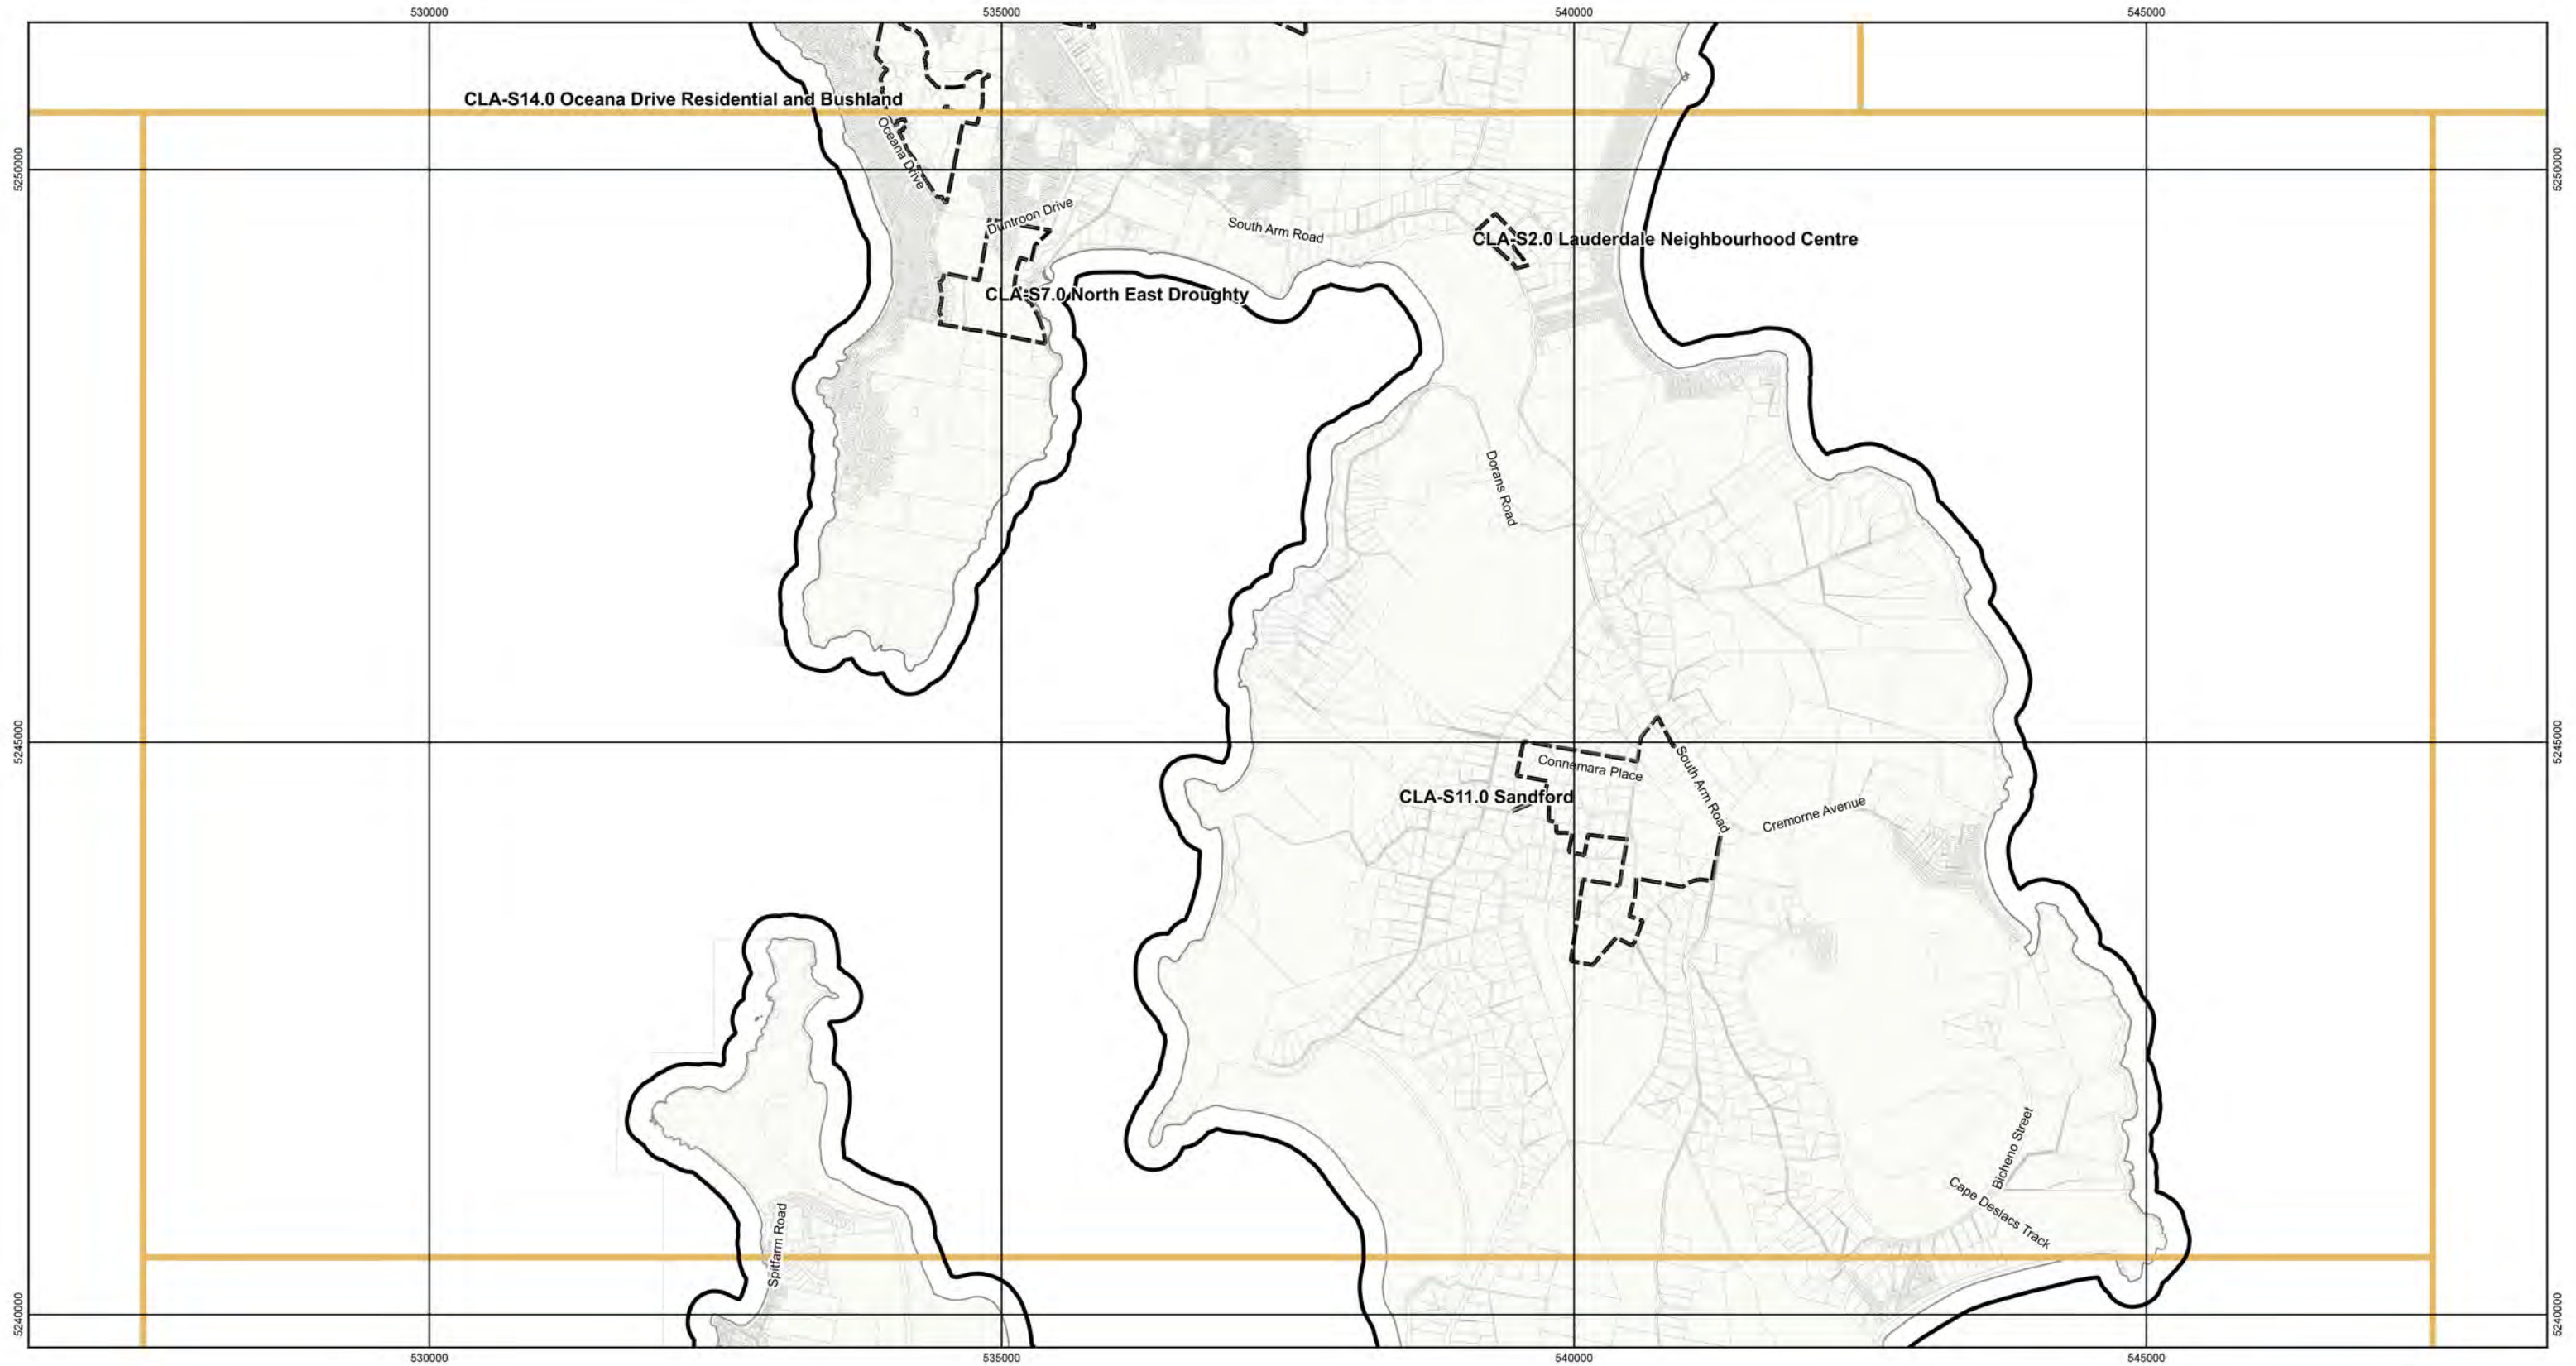 530000
535000
540000
545000
CLA-S14.0 Oceana Drive Residential and Bushland
Oceana Drive
5250000
5250000
Duntroon Drive
South Arm Road
CLA-S2.0 Lauderdale Neighbourhood Centre
CLA-S7.0 North East Droughty
Dorans Road
5245000
5245000
Connemara Place
South Arm Road
CLA-S11.0 Sandford
Cremorne Avenue
Bicheno Street
Cape Deslacs Track
Spitfarm Road
5240000
5240000
530000
535000
540000
545000